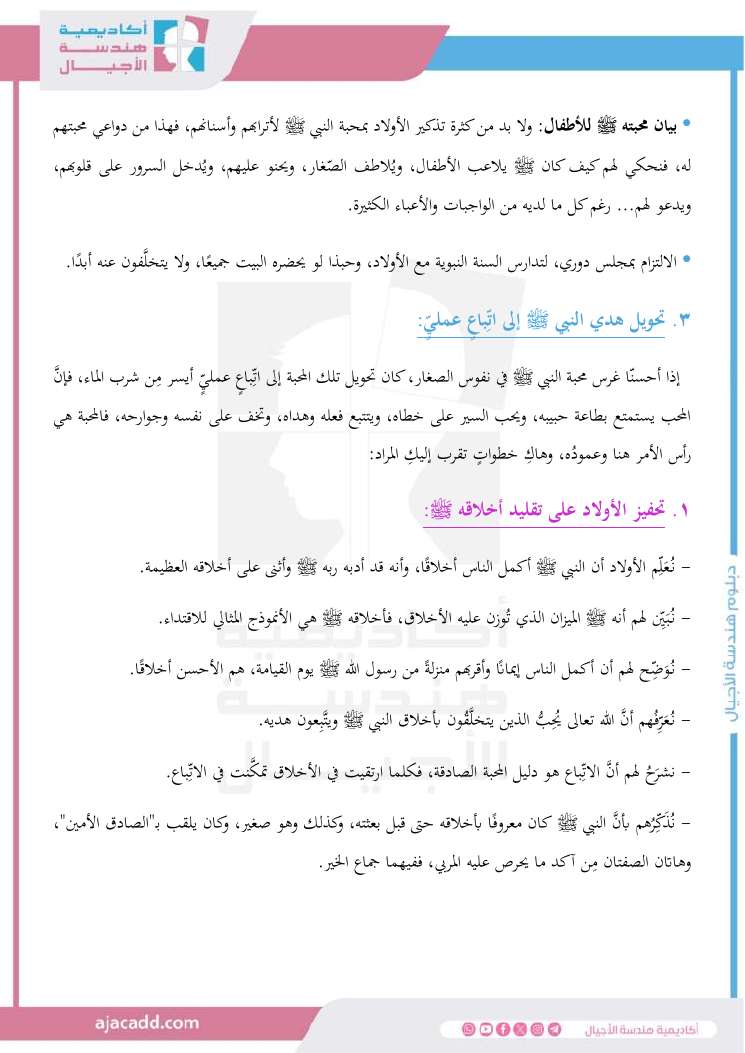 أكاديمية
هندسة
الأجيال
• بيان محبته ﷺ للأطفال: ولا بد من كثرة تذكير الأولاد بمحبة النبي ﷺ لأترابهم وأسنانهم، فهذا من دواعي محبتهم
له، فنحكي لهم كيف كان ﷺ يلاعب الأطفال، ويُلاطف الصّغار، ويحنو عليهم، ويُدخل السرور على قلوبهم،
ويدعو لهم... رغم كل ما لديه من الواجبات والأعباء الكثيرة.
• الالتزام بمجلس دوري، لتدارس السنة النبوية مع الأولاد، وحبذا لو يحضره البيت جميعًا، ولا يتخلَّفون عنه أبدًا.
٣. تحويل هدي النبي ﷺ إلى اتِّباعٍ عمليّ:
إذا أحسنّا غرس محبة النبي ﷺ في نفوس الصغار، كان تحويل تلك المحبة إلى اتِّباعٍ عمليّ أيسر مِن شرب الماء، فإنَّ
المحب يستمتع بطاعة حبيبه، ويحب السير على خطاه، ويتتبع فعله وهداه، وتخف على نفسه وجوارحه، فالمحبة هي
رأس الأمر هنا وعمودُه، وهاكِ خطواتٍ تقرب إليكِ المراد:
١. تحفيز الأولاد على تقليد أخلاقه ﷺ:
– نُعَلِّم الأولاد أن النبي ﷺ أكمل الناس أخلاقًا، وأنه قد أدبه ربه ﷺ وأثنى على أخلاقه العظيمة.
– نُبَيِّن لهم أنه ﷺ الميزان الذي تُوزن عليه الأخلاق، فأخلاقه ﷺ هي الأنموذج المثالي للاقتداء.
– نُوَضِّح لهم أن أكمل الناس إيمانًا وأقربهم منزلةً من رسول الله ﷺ يوم القيامة، هم الأحسن أخلاقًا.
– نُعَرِّفُهم أنَّ الله تعالى يُحِبُّ الذين يتخلَّقُون بأخلاق النبي ﷺ ويتَّبِعون هديه.
– نشرَحُ لهم أنَّ الاتِّباع هو دليل المحبة الصادقة، فكلما ارتقيت في الأخلاق تمكَّنت في الاتِّباع.
– نُذَكِّرُهم بأنَّ النبي ﷺ كان معروفًا بأخلاقه حتى قبل بعثته، وكذلك وهو صغير، وكان يلقب بـ"الصادق الأمين"،
وهاتان الصفتان مِن آكد ما يحرص عليه المربي، ففيهما جماع الخير.
أكاديمية
هندسة
الأجيال
دبلوم هندسة الأجيال
ajacadd.com
أكاديمية هندسة الأجيال